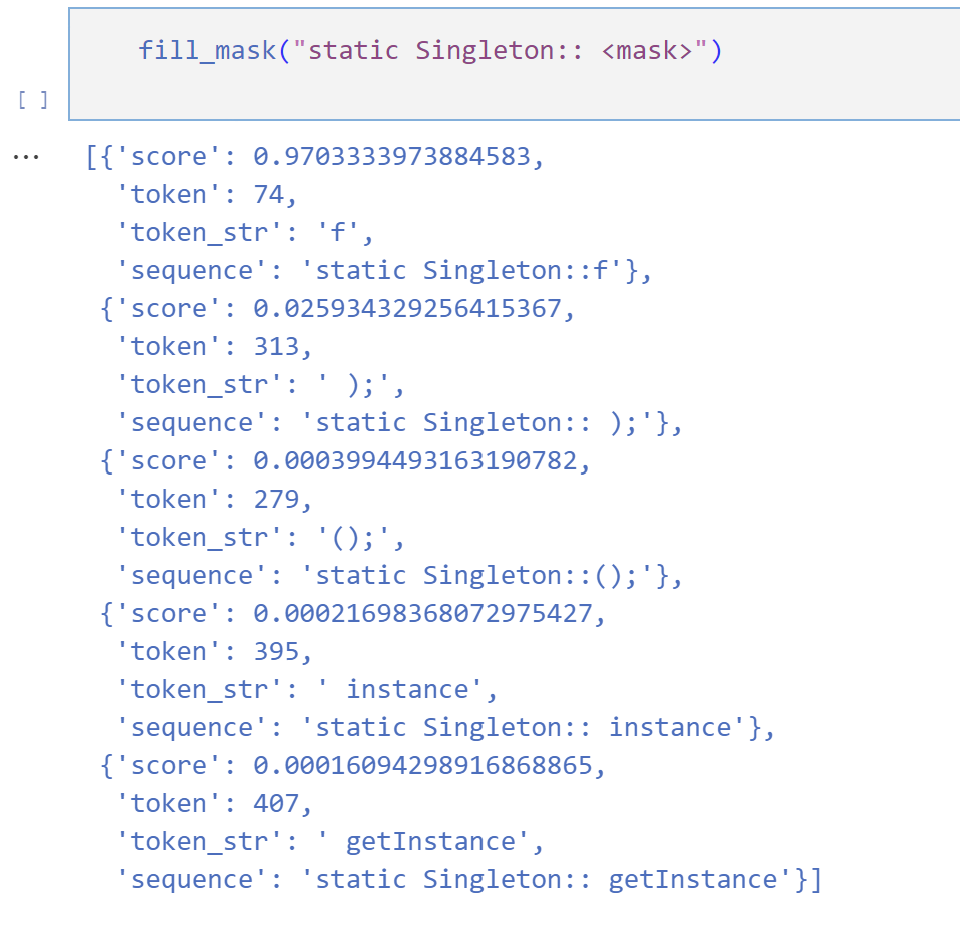 fill_mask("static Singleton:: <mask>")
[ ]
... [{'score': 0.9703333973884583,
'token': 74,
'token_str': 'f',
'sequence': 'static Singleton::f'},
{'score': 0.025934329256415367,
'token': 313,
'token_str': ' );',
'sequence': 'static Singleton:: );'},
{'score': 0.0003994493163190782,
'token': 279,
'token_str': '();',
'sequence': 'static Singleton::();'},
{'score': 0.00021698368072975427,
'token': 395,
'token_str': ' instance',
'sequence': 'static Singleton:: instance'},
{'score': 0.00016094298916868865,
'token': 407,
'token_str': ' getInstance',
'sequence': 'static Singleton:: getInstance'}]